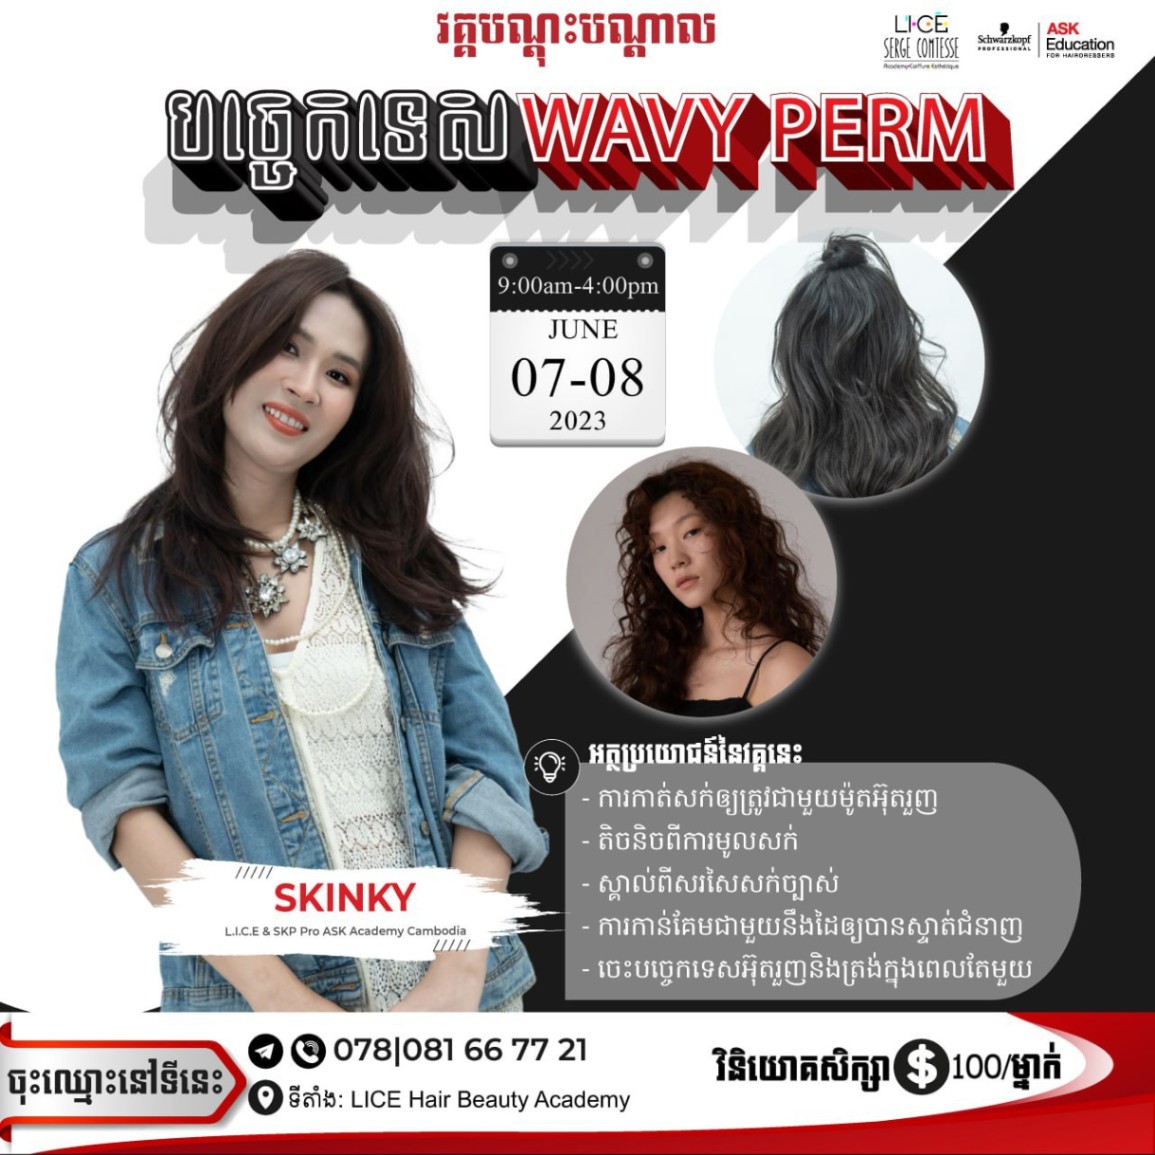 វគ្គបណ្តុះបណ្តាល
L·I·C·E
SERGE COMTESSE
Academy•Coiffure•Esthétique
Schwarzkopf
PROFESSIONAL
ASK
Education
FOR HAIRDRESSERS
បច្ចេកទេស WAVY PERM
9:00am-4:00pm
JUNE
07-08
2023
អត្ថប្រយោជន៍នៃវគ្គនេះ
- ការកាត់សក់ឲ្យត្រូវជាមួយម៉ូតអ៊ុតរួញ
- តិចនិចពីការមូលសក់
- ស្គាល់ពីសរសៃសក់ច្បាស់
- ការកាន់គែមជាមួយនឹងដៃឲ្យបានស្ទាត់ជំនាញ
- ចេះបច្ចេកទេសអ៊ុតរួញនិងត្រង់ក្នុងពេលតែមួយ
SKINKY
L.I.C.E & SKP Pro ASK Academy Cambodia
ចុះឈ្មោះនៅទីនេះ
078|081 66 77 21
ទីតាំង: LICE Hair Beauty Academy
វិនិយោគសិក្សា $100/ម្នាក់